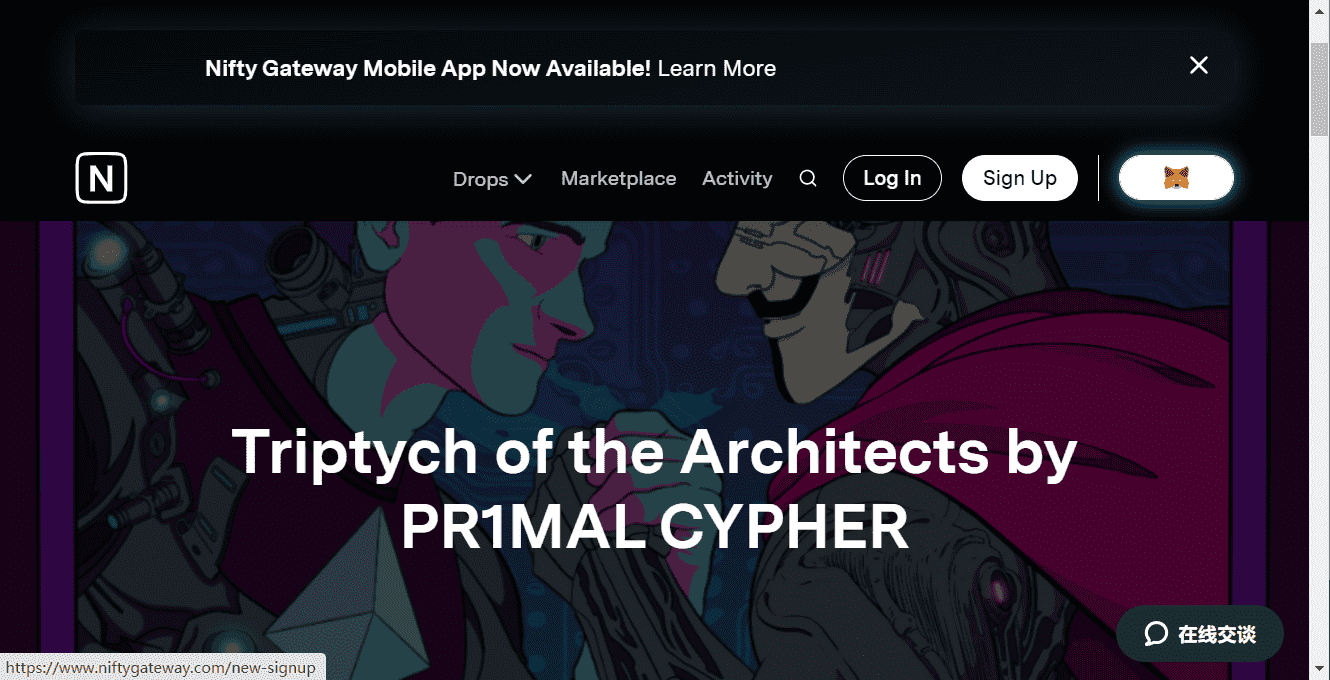 Nifty Gateway Mobile App Now Available! Learn More
N
Drops
Marketplace
Activity
Log In
Sign Up
Triptych of the Architects by
PR1MAL CYPHER
在线交谈
https://www.niftygateway.com/new-signup